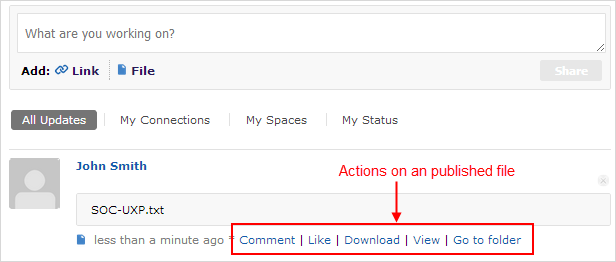 What are you working on?
Add: Link File Share
All Updates My Connections My Spaces My Status
John Smith
Actions on an published file
SOC-UXP.txt
less than a minute ago * Comment | Like | Download | View | Go to folder